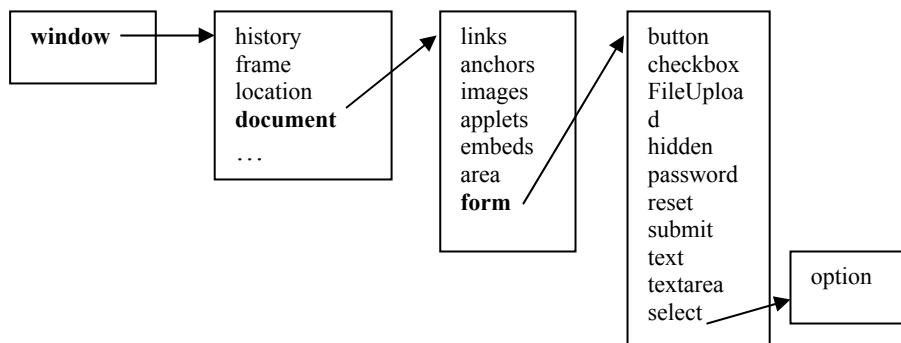 window
history
frame
location
document
…
links
anchors
images
applets
embeds
area
form
button
checkbox
FileUploa
d
hidden
password
reset
submit
text
textarea
select
option